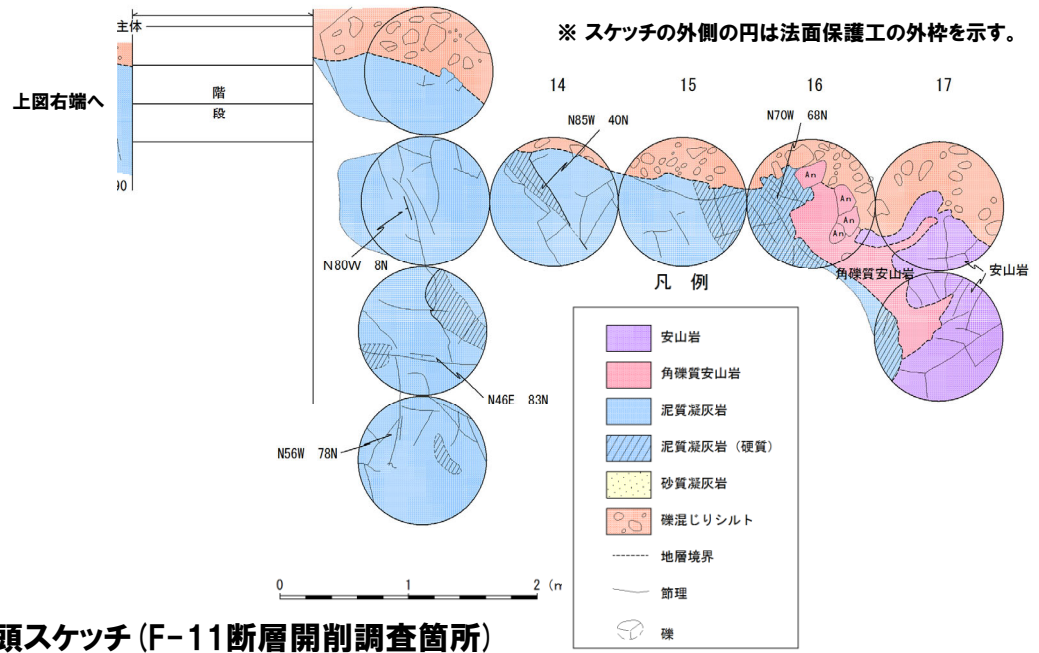 主体
※ スケッチの外側の円は法面保護工の外枠を示す。
上図右端へ
階
段
14
15
16
17
N85W 40N
N70W 68N
An
An
An
An
90
N80W 8N
凡 例
角礫質安山岩
安山岩
安山岩
角礫質安山岩
泥質凝灰岩
泥質凝灰岩（硬質）
砂質凝灰岩
礫混じりシルト
地層境界
節理
礫
N46E 83N
N56W 78N
0 1 2 (m
頭スケッチ(F-11断層開削調査箇所)